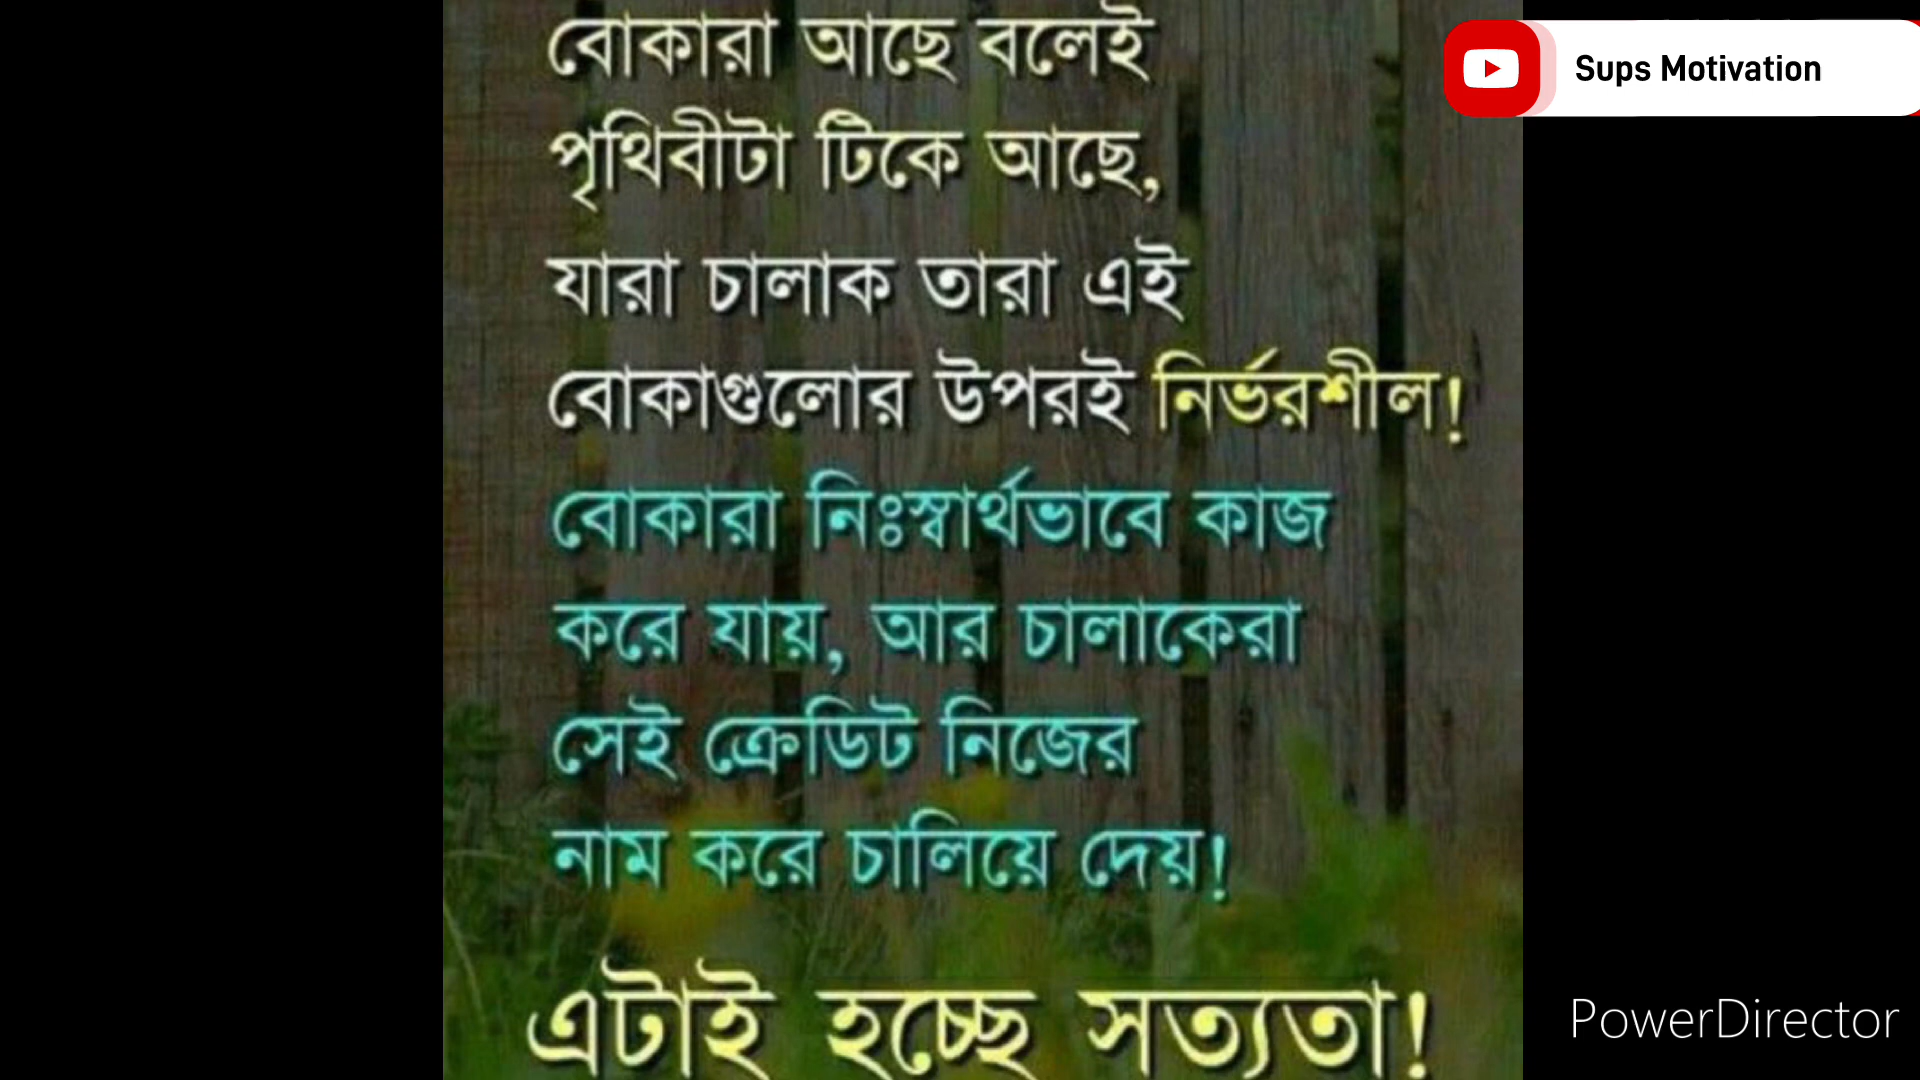 বোকারা আছে বলেই
পৃথিবীটা টিকে আছে,
যারা চালাক তারা এই
বোকাগুলোর উপরই নির্ভরশীল!
বোকারা নিঃস্বার্থভাবে কাজ
করে যায়, আর চালাকেরা
সেই ক্রেডিট নিজের
নাম করে চালিয়ে দেয়!
এটাই হচ্ছে সত্যতা!
Sups Motivation
PowerDirector